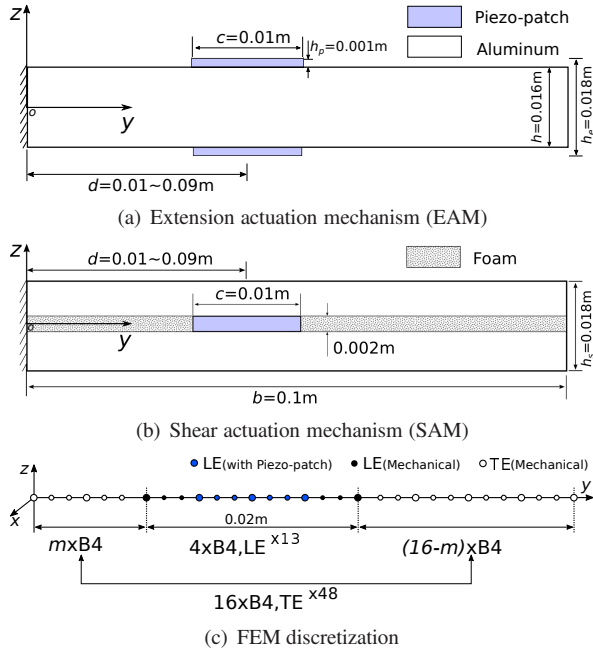 z
Piezo-patch
c=0.01m
h_p=0.001m
Aluminum
o
y
h=0.016m
h_e=0.018m
d=0.01~0.09m
(a) Extension actuation mechanism (EAM)
z
d=0.01~0.09m
Foam
c=0.01m
o
y
0.002m
h_s=0.018m
b=0.1m
(b) Shear actuation mechanism (SAM)
LE(with Piezo-patch) LE(Mechanical) TE(Mechanical)
z
y
x
0.02m
mxB4 4xB4,LE^x13 (16-m)xB4
16xB4,TE^x48
(c) FEM discretization